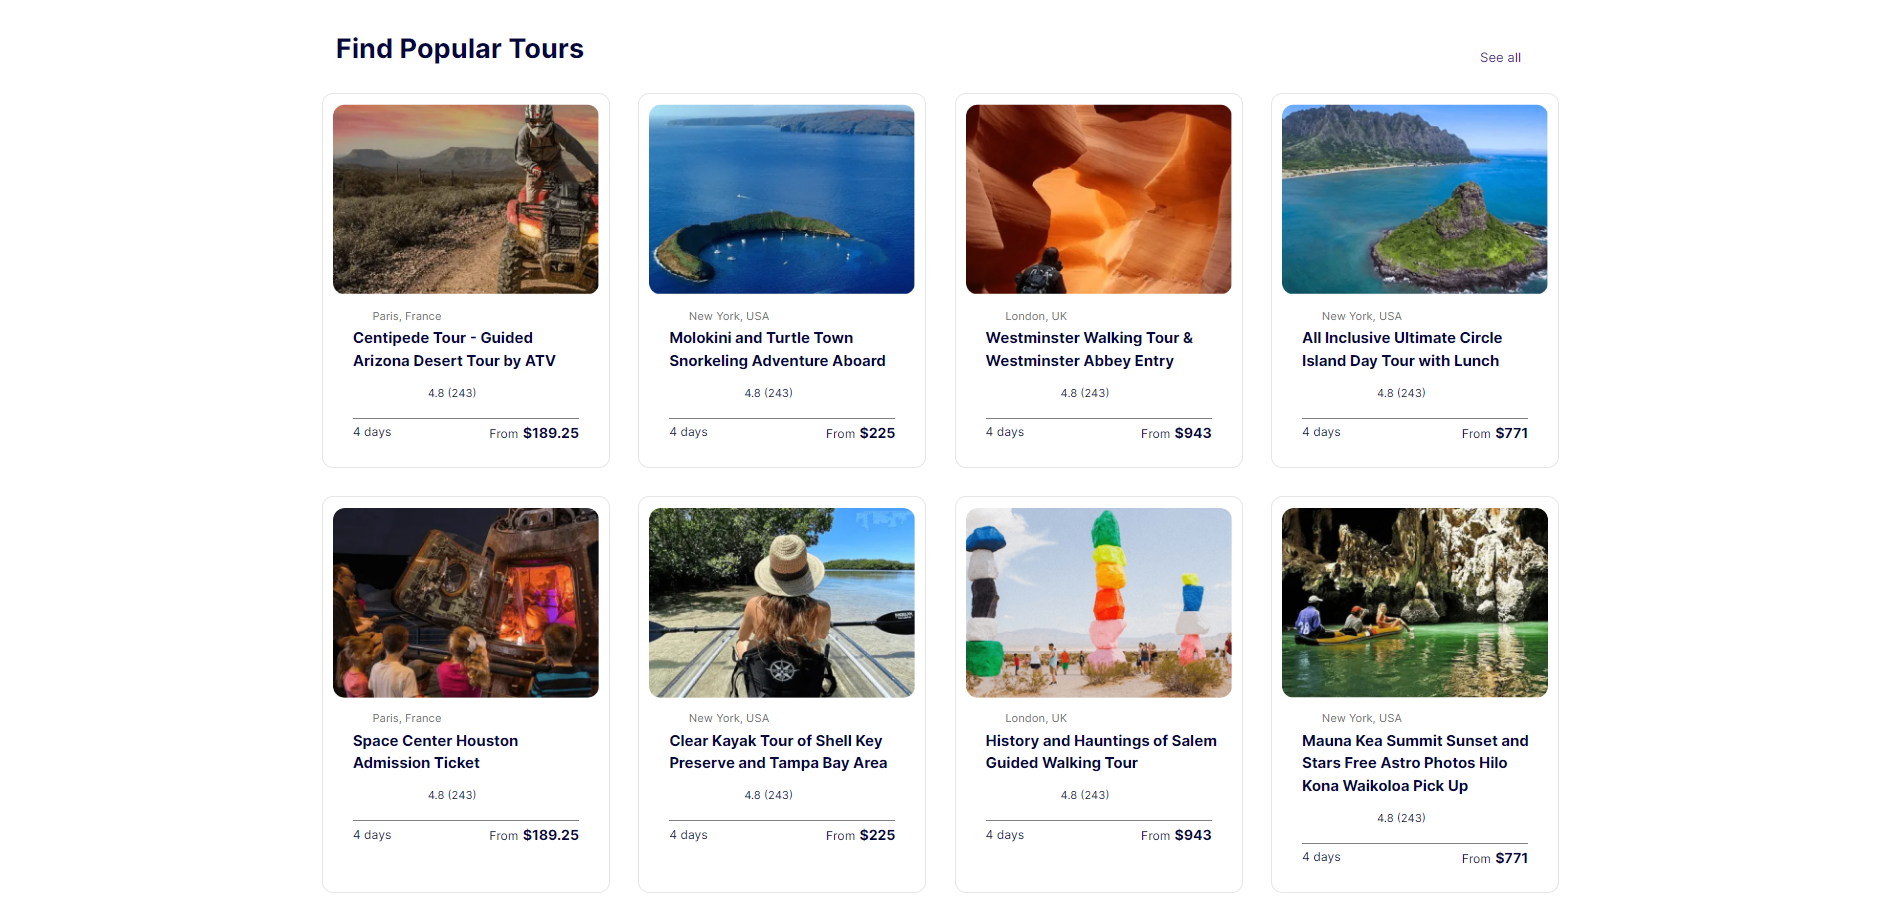 Find Popular Tours
See all
Paris, France
Centipede Tour - Guided
Arizona Desert Tour by ATV
4.8 (243)
4 days
From $189.25
New York, USA
Molokini and Turtle Town
Snorkeling Adventure Aboard
4.8 (243)
4 days
From $225
London, UK
Westminster Walking Tour &
Westminster Abbey Entry
4.8 (243)
4 days
From $943
New York, USA
All Inclusive Ultimate Circle
Island Day Tour with Lunch
4.8 (243)
4 days
From $771
Paris, France
Space Center Houston
Admission Ticket
4.8 (243)
4 days
From $189.25
New York, USA
Clear Kayak Tour of Shell Key
Preserve and Tampa Bay Area
4.8 (243)
4 days
From $225
London, UK
History and Hauntings of Salem
Guided Walking Tour
4.8 (243)
4 days
From $943
28
New York, USA
Mauna Kea Summit Sunset and
Stars Free Astro Photos Hilo
Kona Waikoloa Pick Up
4.8 (243)
4 days
From $771